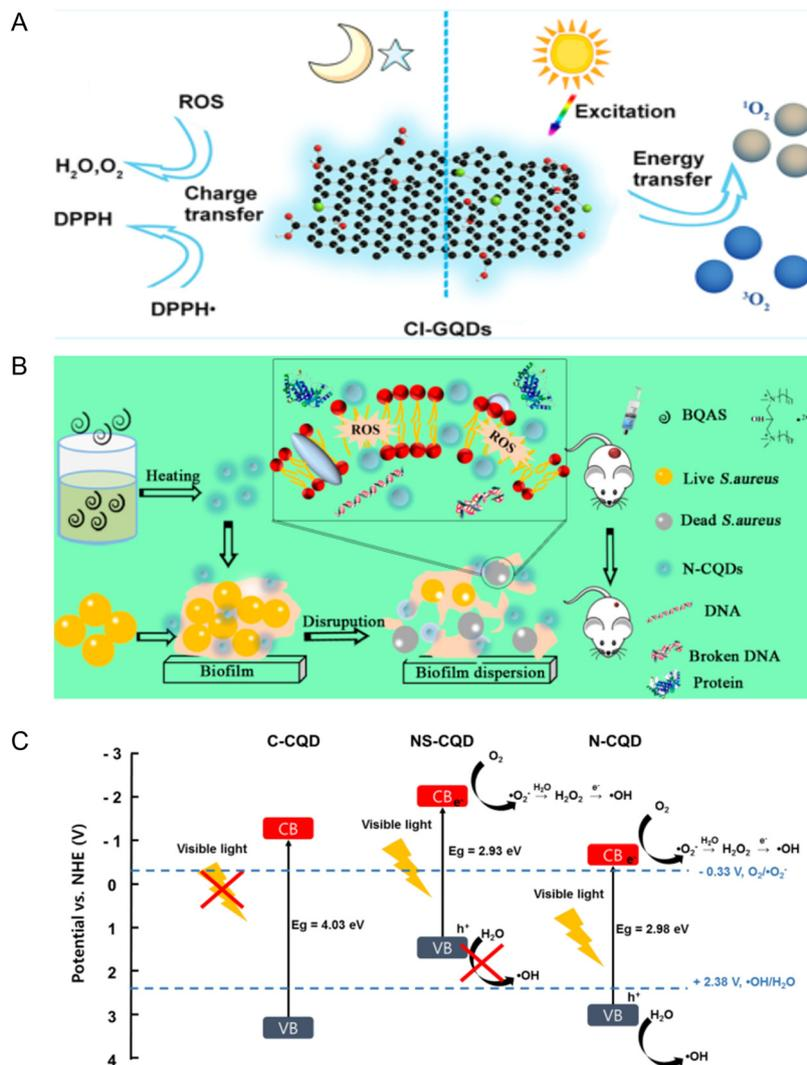 A
ROS
Excitation
¹O₂
H₂O,O₂
Energy
transfer
Charge
transfer
DPPH
DPPH•
³O₂
Cl-GQDs
B
ROS
ROS
BQAS
OH
Heating
Live S.aureus
Dead S.aureus
N-CQDs
Disrupution
DNA
Biofilm
Biofilm dispersion
Broken DNA
Protein
C
C-CQD
NS-CQD
N-CQD
Potential vs. NHE (V)
- 3
- 2
- 1
0
1
2
3
4
Visible light
CB
Eg = 4.03 eV
VB
O₂
CB
e⁻
•O₂⁻ H₂O → H₂O₂ e⁻ → •OH
Visible light
Eg = 2.93 eV
h⁺
VB
H₂O
•OH
O₂
CB
e⁻
•O₂⁻ H₂O → H₂O₂ e⁻ → •OH
- 0.33 V, O₂/•O₂⁻
Visible light
Eg = 2.98 eV
+ 2.38 V, •OH/H₂O
h⁺
VB
H₂O
•OH